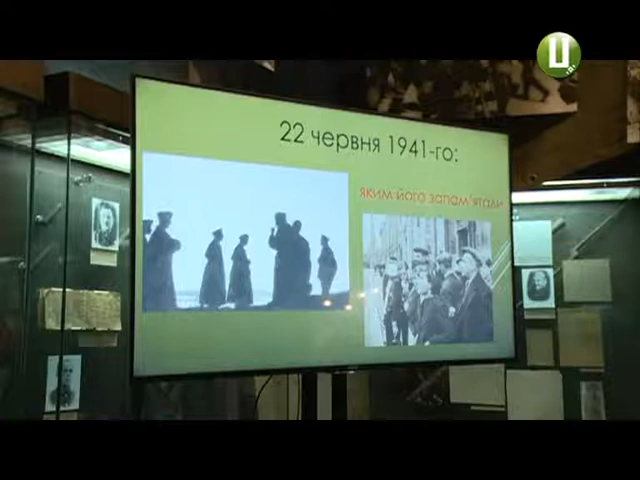 22 червня 1941-го:
яким його запам'ятали
Ц